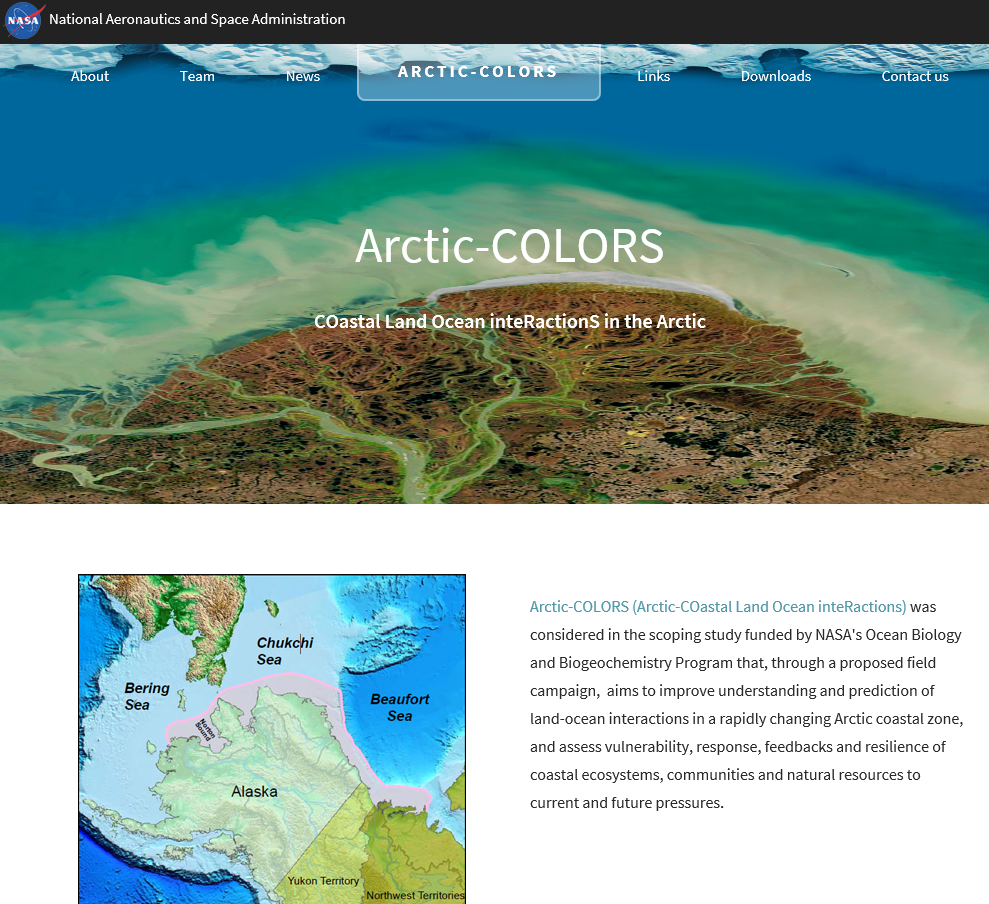 NASA National Aeronautics and Space Administration
About Team News ARCTIC-COLORS Links Downloads Contact us
Arctic-COLORS
COastal Land Ocean inteRactionS in the Arctic
Chukchi
Sea
Bering
Sea
Beaufort
Sea
Norton
Sound
Alaska
Yukon Territory
Northwest Territories
Arctic-COLORS (Arctic-COastal Land Ocean inteRactions) was
considered in the scoping study funded by NASA's Ocean Biology
and Biogeochemistry Program that, through a proposed field
campaign,  aims to improve understanding and prediction of
land-ocean interactions in a rapidly changing Arctic coastal zone,
and assess vulnerability, response, feedbacks and resilience of
coastal ecosystems, communities and natural resources to
current and future pressures.